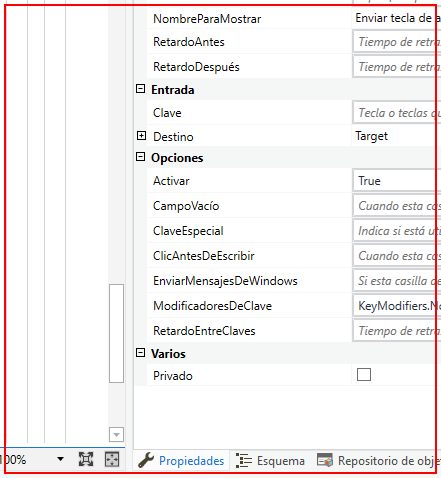 NombreParaMostrar Enviar tecla de a
RetardoAntes Tiempo de retra
RetardoDespués Tiempo de retra
Entrada
Clave Tecla o teclas qu
Destino Target
Opciones
Activar True
CampoVacío Cuando esta cas
ClaveEspecial Indica si está uti
ClicAntesDeEscribir Cuando esta cas
EnviarMensajesDeWindows Si esta casilla de
ModificadoresDeClave KeyModifiers.No
RetardoEntreClaves Tiempo de retra
Varios
Privado
100% Propiedades Esquema Repositorio de obje